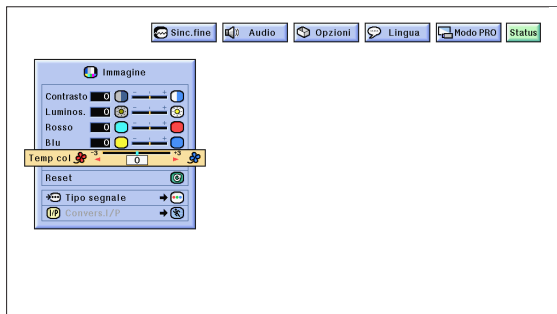 Sinc.fine Audio Opzioni Lingua Modo PRO Status
Immagine
Contrasto 0 - +
Luminos. 0 - +
Rosso 0 - +
Blu 0 - +
Temp col -3 0 +3
Reset
Tipo segnale
I/P Convers.I/P